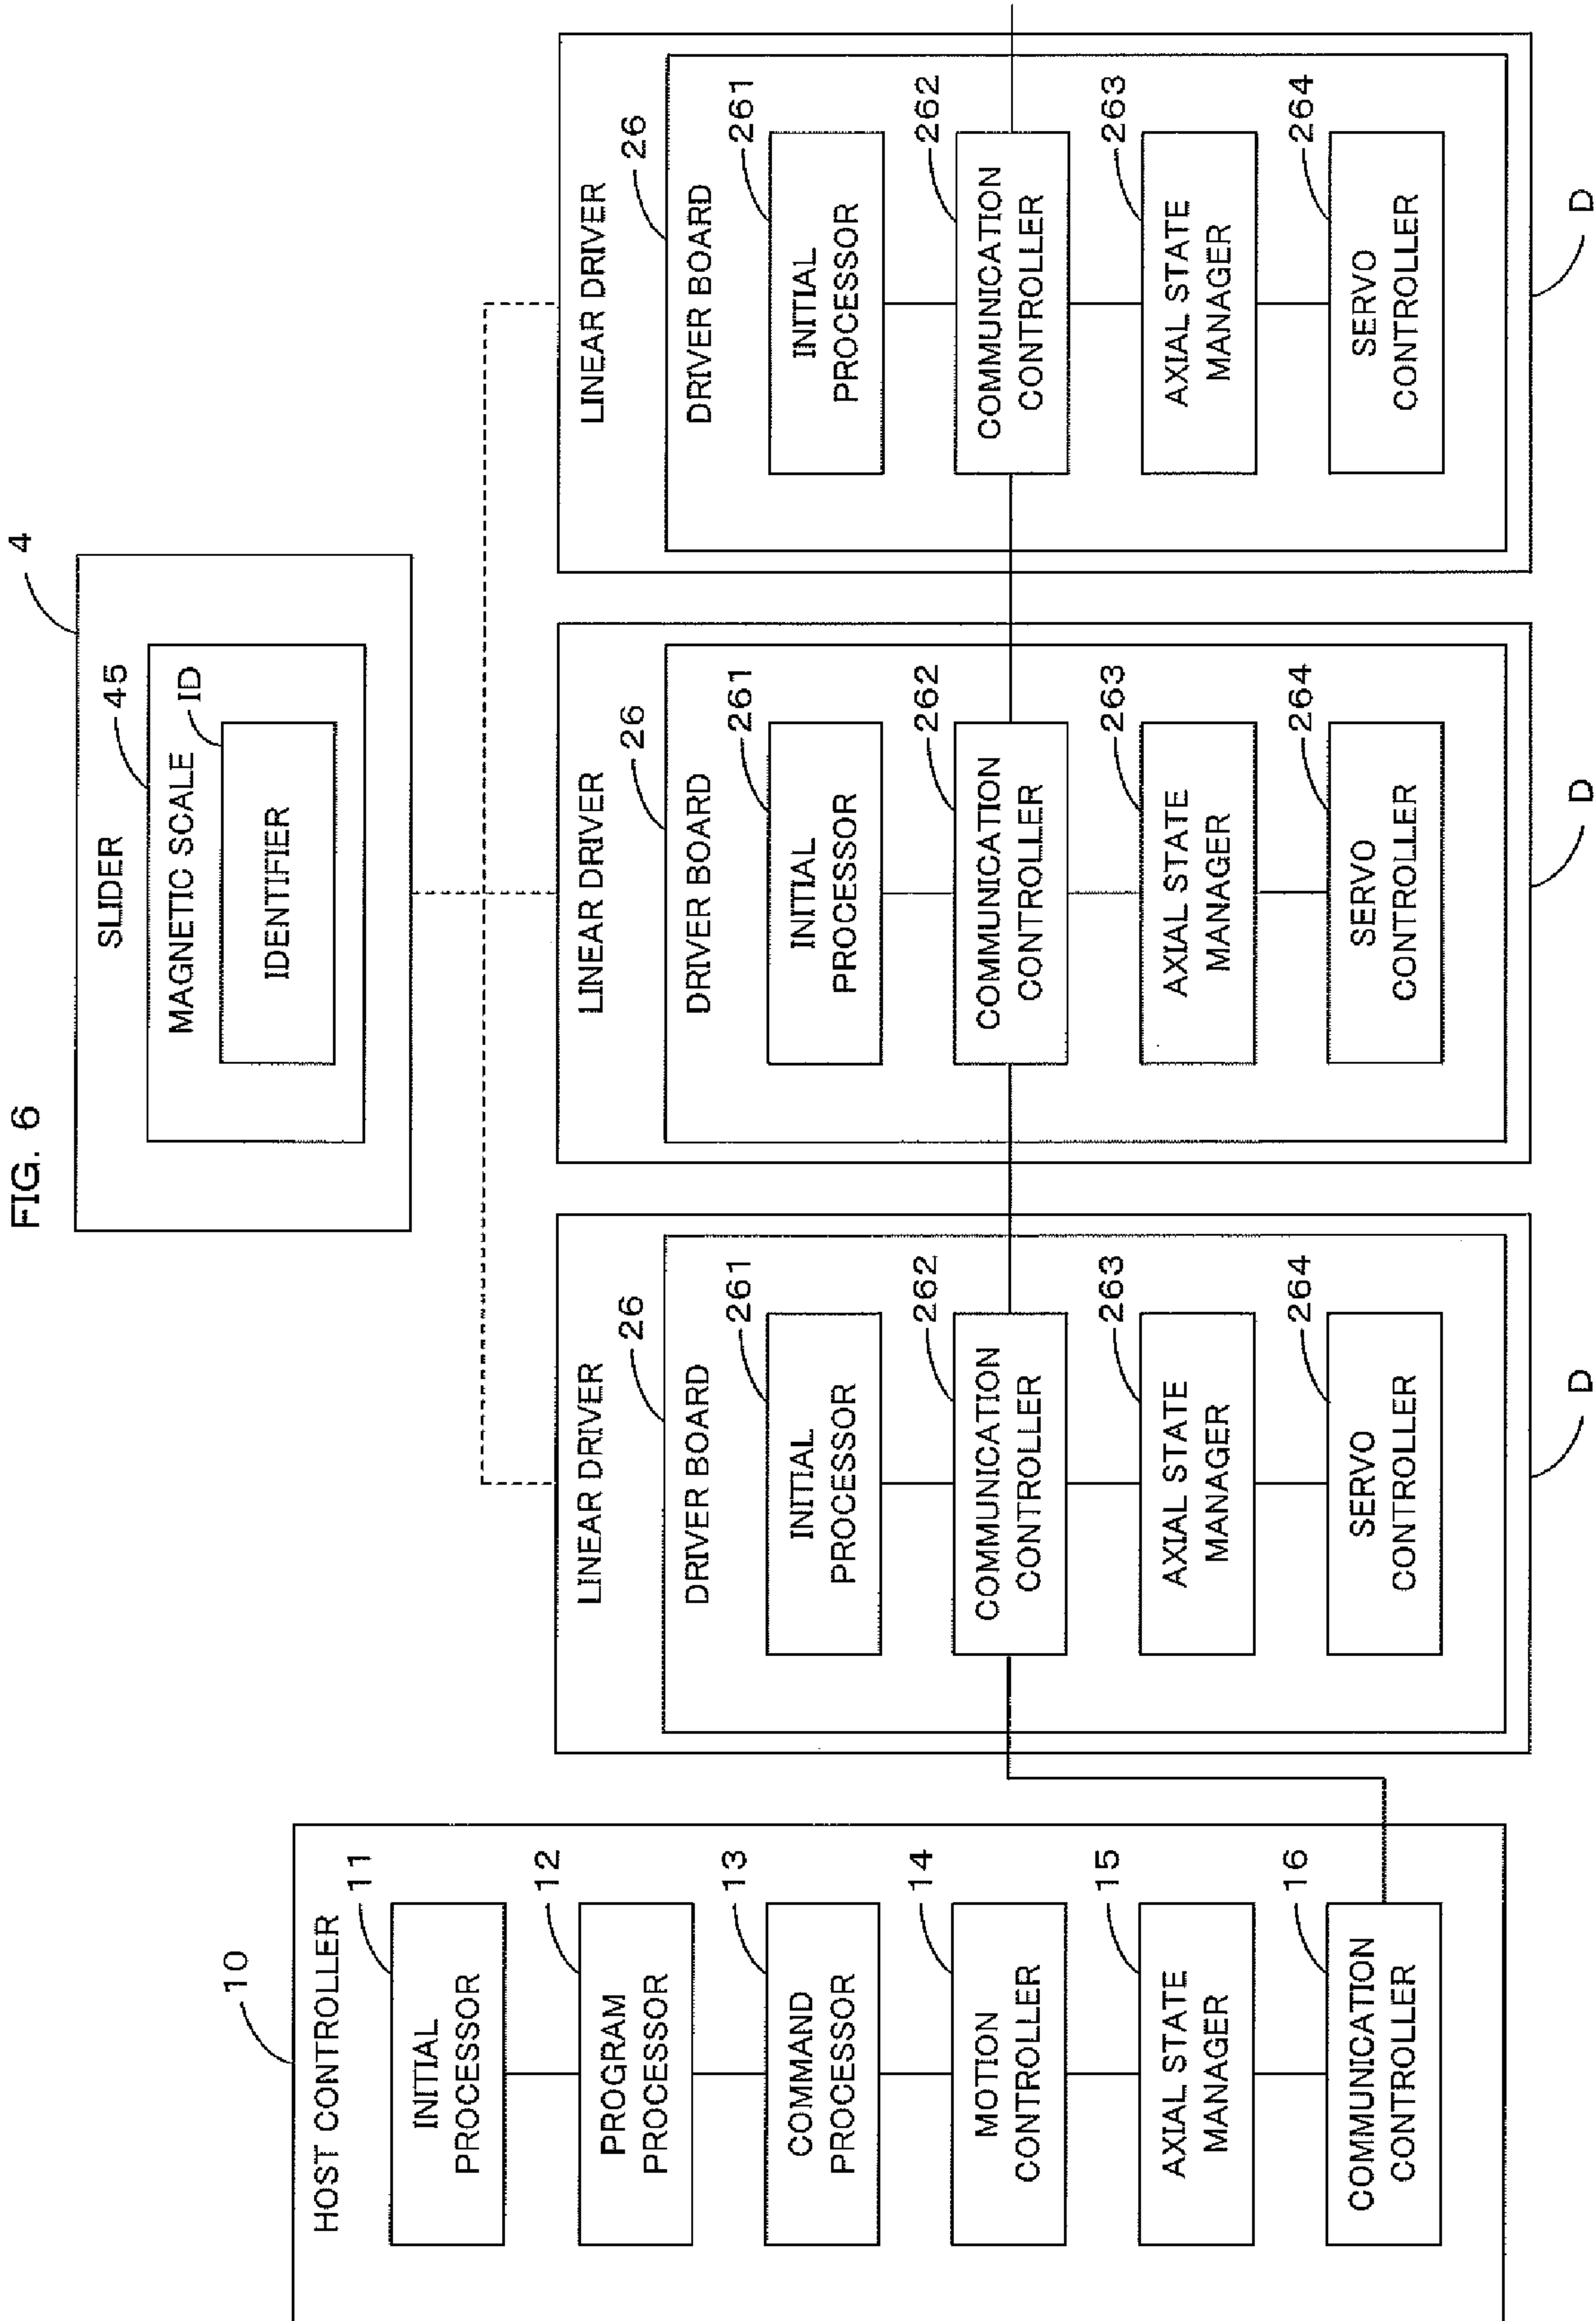 FIG. 6
4
SLIDER
45
MAGNETIC SCALE
ID
IDENTIFIER
10
HOST CONTROLLER
11
INITIAL
PROCESSOR
12
PROGRAM
PROCESSOR
13
COMMAND
PROCESSOR
14
MOTION
CONTROLLER
15
AXIAL STATE
MANAGER
16
COMMUNICATION
CONTROLLER
LINEAR DRIVER
26
DRIVER BOARD
261
INITIAL
PROCESSOR
262
COMMUNICATION
CONTROLLER
263
AXIAL STATE
MANAGER
264
SERVO
CONTROLLER
D
LINEAR DRIVER
26
DRIVER BOARD
261
INITIAL
PROCESSOR
262
COMMUNICATION
CONTROLLER
263
AXIAL STATE
MANAGER
264
SERVO
CONTROLLER
D
LINEAR DRIVER
26
DRIVER BOARD
261
INITIAL
PROCESSOR
262
COMMUNICATION
CONTROLLER
263
AXIAL STATE
MANAGER
264
SERVO
CONTROLLER
D